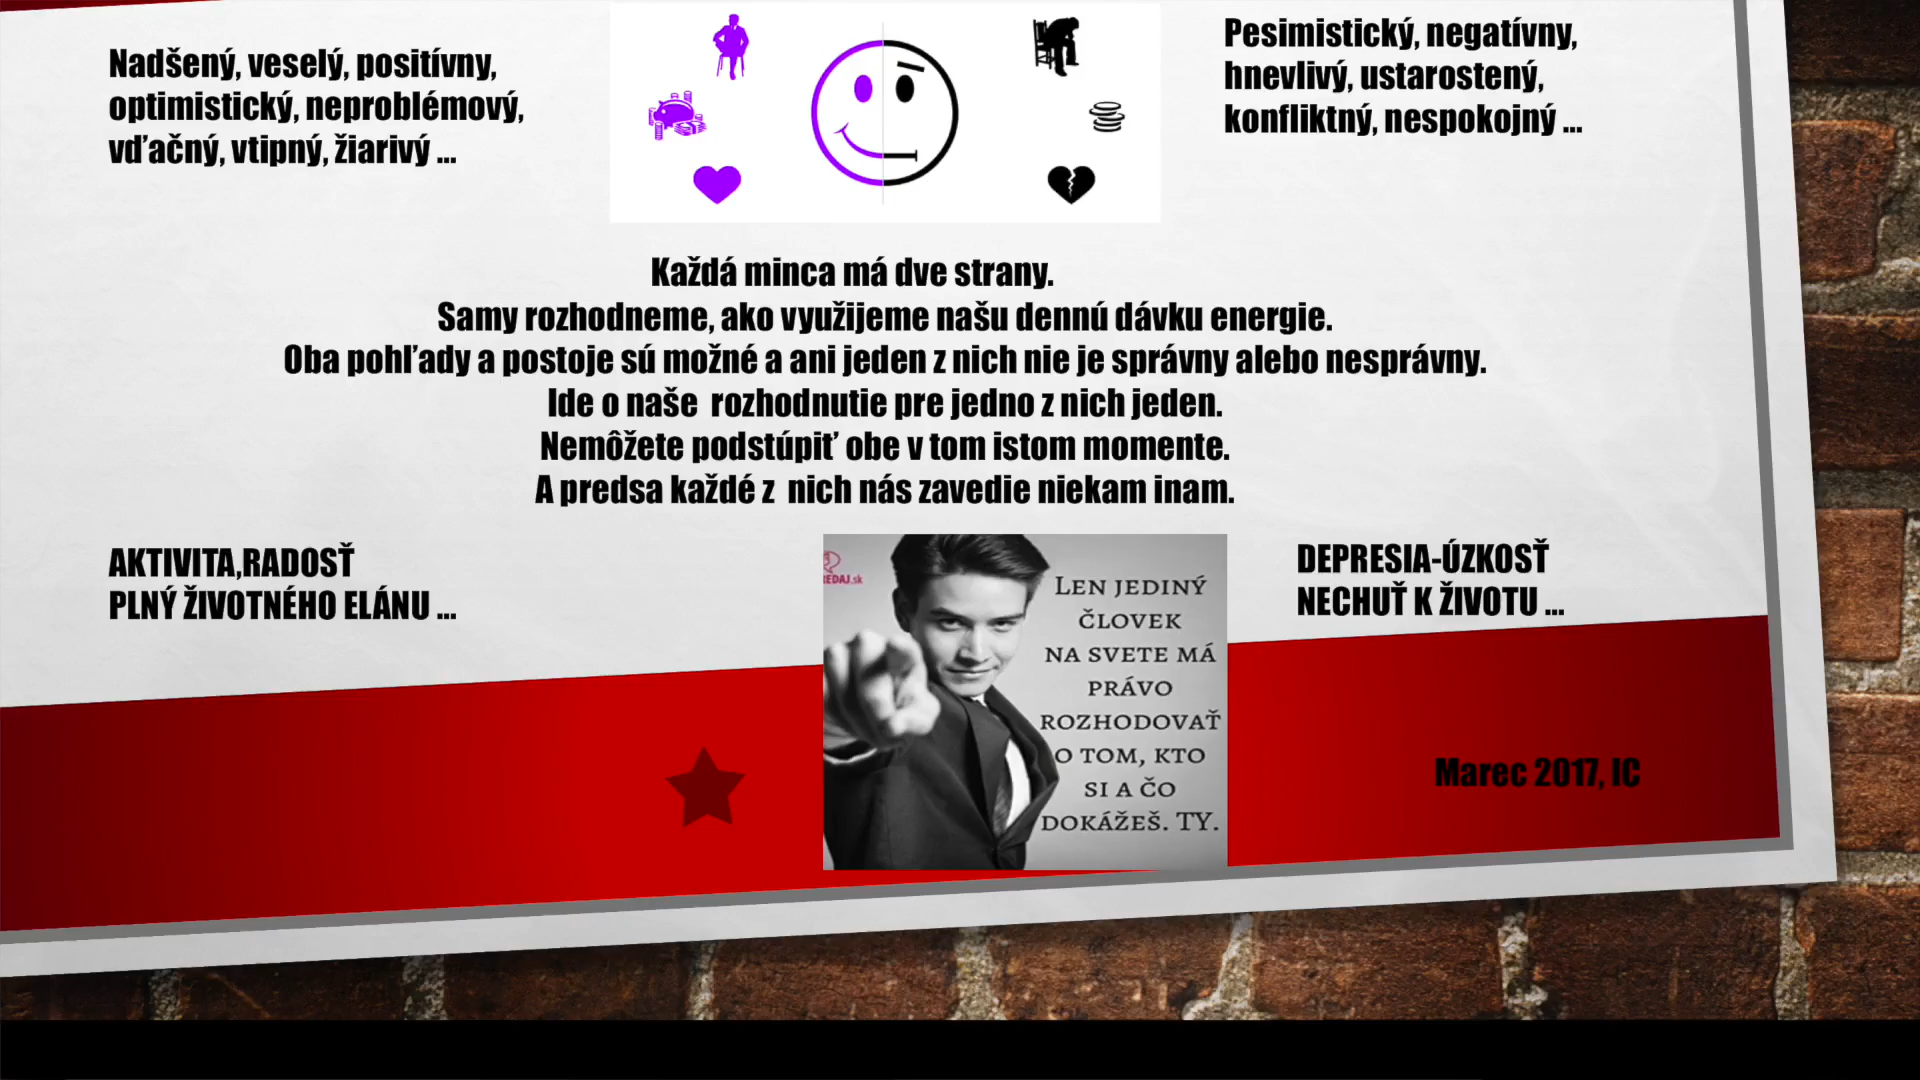 Nadšený, veselý, positívny,
optimistický, neproblémový,
vďačný, vtipný, žiarivý ...
Pesimistický, negatívny,
hnevlivý, ustarostený,
konfliktný, nespokojný ...
Každá minca má dve strany.
Samy rozhodneme, ako využijeme našu dennú dávku energie.
Oba pohľady a postoje sú možné a ani jeden z nich nie je správny alebo nesprávny.
Ide o naše rozhodnutie pre jedno z nich jeden.
Nemôžete podstúpiť obe v tom istom momente.
A predsa každé z nich nás zavedie niekam inam.
AKTIVITA,RADOSŤ
PLNÝ ŽIVOTNÉHO ELÁNU ...
REDAJ.sk
LEN JEDINÝ
ČLOVEK
NA SVETE MÁ
PRÁVO
ROZHODOVAŤ
O TOM, KTO
SI A ČO
DOKÁŽEŠ. TY.
DEPRESIA-ÚZKOSŤ
NECHUŤ K ŽIVOTU ...
Marec 2017, IC